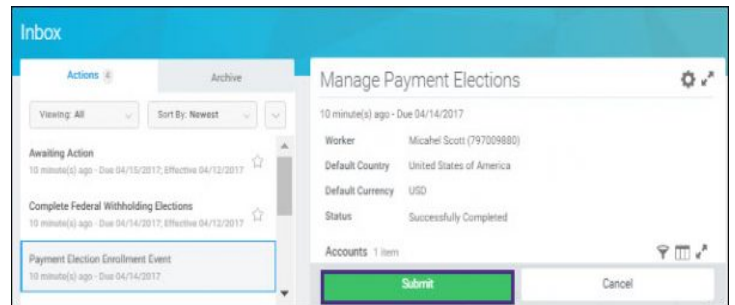 Inbox
Actions 4
Archive
Viewing: All
Sort By: Newest
Awaiting Action
10 minute(s) ago - Due 04/15/2017; Effective 04/12/2017
Complete Federal Withholding Elections
10 minute(s) ago - Due 04/14/2017; Effective 04/12/2017
Payment Election Enrollment Event
10 minute(s) ago - Due 04/14/2017
Manage Payment Elections
10 minute(s) ago - Due 04/14/2017
Worker Micahel Scott (797009880)
Default Country United States of America
Default Currency USD
Status Successfully Completed
Accounts 1 item
Submit
Cancel